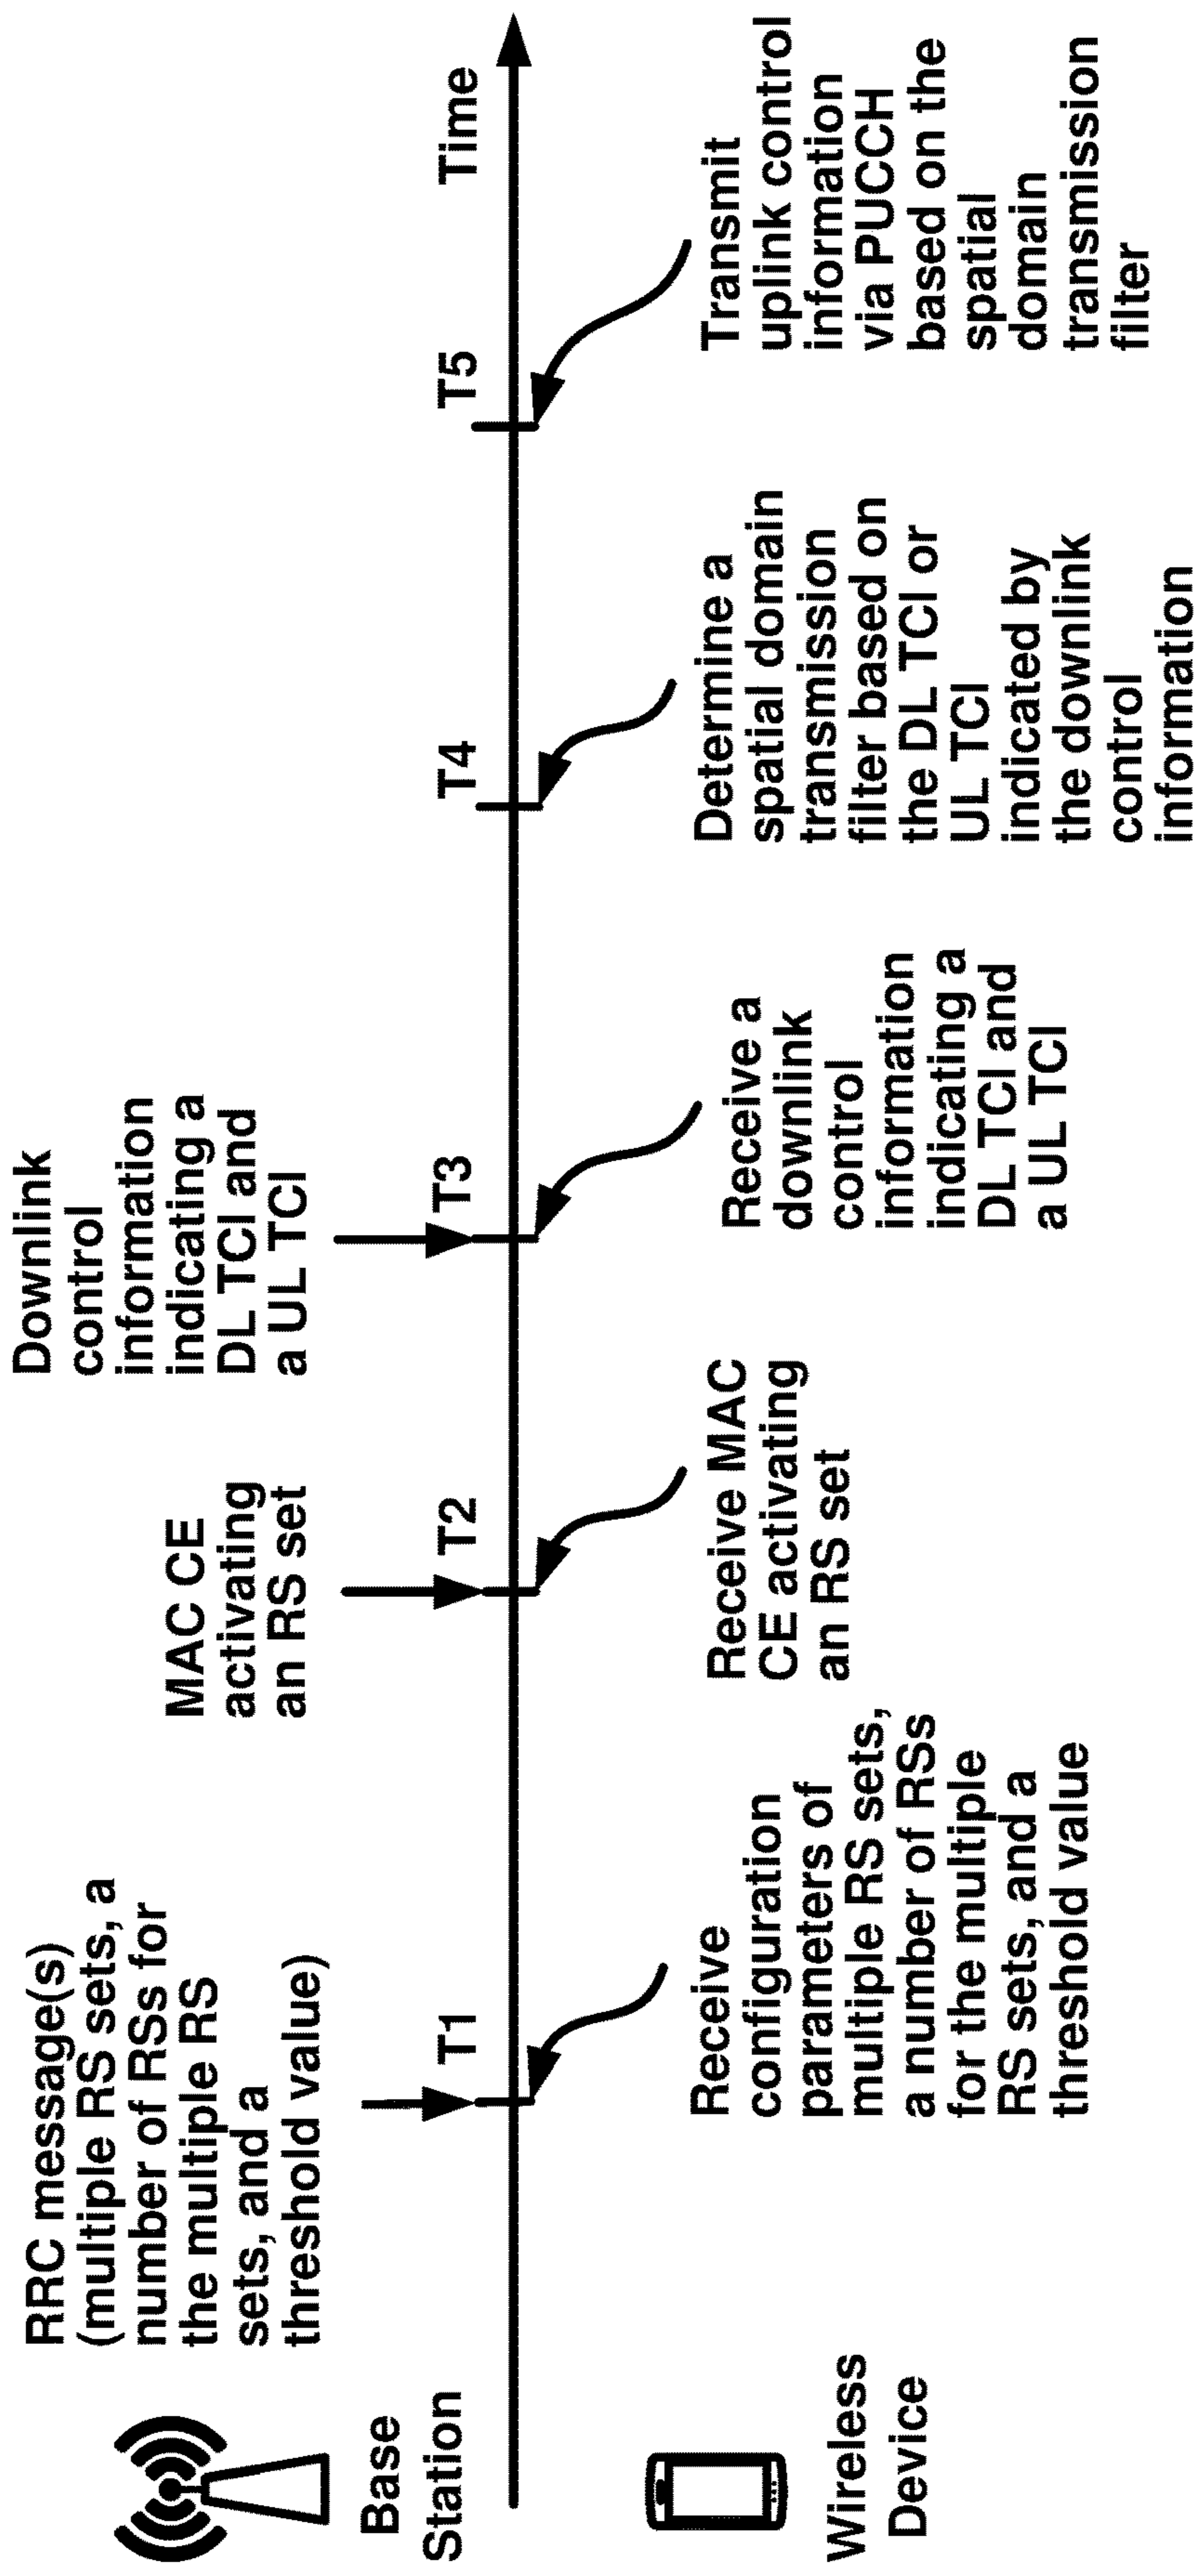 RRC message(s)
(multiple RS sets, a
number of RSs for
the multiple RS
sets, and a
threshold value)
MAC CE
activating
an RS set
Downlink
control
information
indicating a
DL TCI and
a UL TCI
Base
Station
T1
T2
T3
T4
T5
Time
Wireless
Device
Receive
configuration
parameters of
multiple RS sets,
a number of RSs
for the multiple
RS sets, and a
threshold value
Receive MAC
CE activating
an RS set
Receive a
downlink
control
information
indicating a
DL TCI and
a UL TCI
Determine a
spatial domain
transmission
filter based on
the DL TCI or
UL TCI
indicated by
the downlink
control
information
Transmit
uplink control
information
via PUCCH
based on the
spatial
domain
transmission
filter